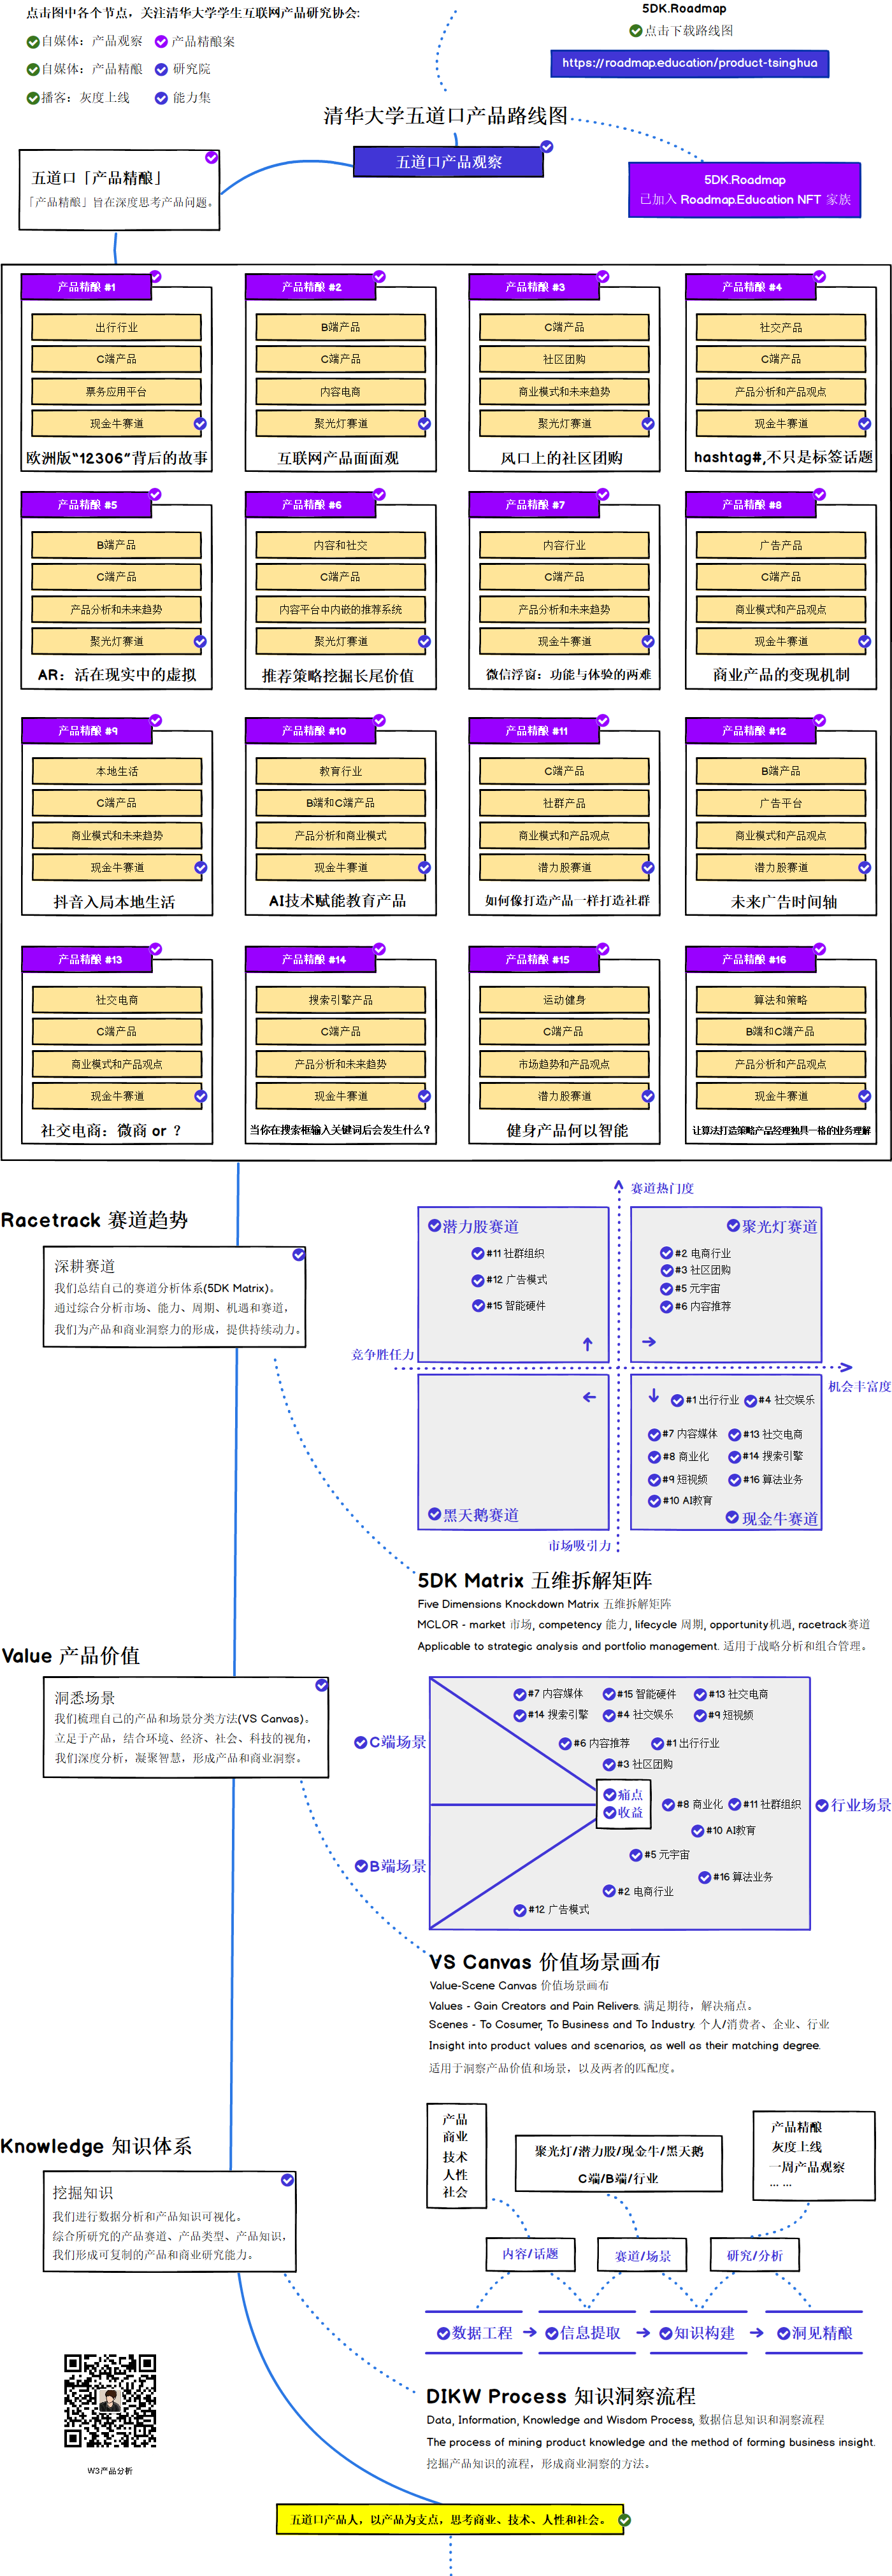 点击图中各个节点，关注清华大学学生互联网产品研究协会:
自媒体：产品观察
产品精酿案
自媒体：产品精酿
研究院
播客：灰度上线
能力集
5DK.Roadmap
点击下载路线图
https://roadmap.education/product-tsinghua
清华大学五道口产品路线图
五道口产品观察
5DK.Roadmap
已加入 Roadmap.Education NFT 家族
五道口「产品精酿」
「产品精酿」旨在深度思考产品问题。
产品精酿 #1
出行行业
C端产品
票务应用平台
现金牛赛道
欧洲版“12306”背后的故事
产品精酿 #2
B端产品
C端产品
内容电商
聚光灯赛道
互联网产品面面观
产品精酿 #3
C端产品
社区团购
商业模式和未来趋势
聚光灯赛道
风口上的社区团购
产品精酿 #4
社交产品
C端产品
产品分析和产品观点
现金牛赛道
hashtag#,不只是标签话题
产品精酿 #5
B端产品
C端产品
产品分析和未来趋势
聚光灯赛道
AR：活在现实中的虚拟
产品精酿 #6
内容和社交
C端产品
内容平台中内嵌的推荐系统
聚光灯赛道
推荐策略挖掘长尾价值
产品精酿 #7
内容行业
C端产品
产品分析和未来趋势
现金牛赛道
微信浮窗：功能与体验的两难
产品精酿 #8
广告产品
C端产品
商业模式和产品观点
现金牛赛道
商业产品的变现机制
产品精酿 #9
本地生活
C端产品
商业模式和未来趋势
现金牛赛道
抖音入局本地生活
产品精酿 #10
教育行业
B端和C端产品
产品分析和商业模式
现金牛赛道
AI技术赋能教育产品
产品精酿 #11
C端产品
社群产品
商业模式和产品观点
潜力股赛道
如何像打造产品一样打造社群
产品精酿 #12
B端产品
广告平台
商业模式和产品观点
潜力股赛道
未来广告时间轴
产品精酿 #13
社交电商
C端产品
商业模式和产品观点
现金牛赛道
社交电商：微商 or ？
产品精酿 #14
搜索引擎产品
C端产品
产品分析和未来趋势
现金牛赛道
当你在搜索框输入关键词后会发生什么?
产品精酿 #15
运动健身
C端产品
市场趋势和产品观点
潜力股赛道
健身产品何以智能
产品精酿 #16
算法和策略
B端和C端产品
产品分析和产品观点
现金牛赛道
让算法打造策略产品经理独具一格的业务理解
Racetrack 赛道趋势
深耕赛道
我们总结自己的赛道分析体系(5DK Matrix)。
通过综合分析市场、能力、周期、机遇和赛道，
我们为产品和商业洞察力的形成，提供持续动力。
赛道热门度
潜力股赛道
#11 社群组织
#12 广告模式
#15 智能硬件
聚光灯赛道
#2 电商行业
#3 社区团购
#5 元宇宙
#6 内容推荐
竞争胜任力
机会丰富度
黑天鹅赛道
#1 出行行业
#4 社交娱乐
#7 内容媒体
#13 社交电商
#8 商业化
#14 搜索引擎
#9 短视频
#16 算法业务
#10 AI教育
现金牛赛道
市场吸引力
5DK Matrix 五维拆解矩阵
Five Dimensions Knockdown Matrix 五维拆解矩阵
MCLOR - market 市场, competency 能力, lifecycle 周期, opportunity机遇, racetrack赛道
Applicable to strategic analysis and portfolio management. 适用于战略分析和组合管理。
Value 产品价值
洞悉场景
我们梳理自己的产品和场景分类方法(VS Canvas)。
立足于产品，结合环境、经济、社会、科技的视角，
我们深度分析，凝聚智慧，形成产品和商业洞察。
C端场景
B端场景
行业场景
#7 内容媒体
#15 智能硬件
#13 社交电商
#14 搜索引擎
#4 社交娱乐
#9 短视频
#6 内容推荐
#1 出行行业
#3 社区团购
痛点
收益
#8 商业化
#11 社群组织
#10 AI教育
#5 元宇宙
#16 算法业务
#2 电商行业
#12 广告模式
VS Canvas 价值场景画布
Value-Scene Canvas 价值场景画布
Values - Gain Creators and Pain Relivers. 满足期待，解决痛点。
Scenes - To Cosumer, To Business and To Industry. 个人/消费者、企业、行业
Insight into product values and scenarios, as well as their matching degree.
适用于洞察产品价值和场景，以及两者的匹配度。
Knowledge 知识体系
挖掘知识
我们进行数据分析和产品知识可视化。
综合所研究的产品赛道、产品类型、产品知识，
我们形成可复制的产品和商业研究能力。
产品
商业
技术
人性
社会
聚光灯/潜力股/现金牛/黑天鹅
C端/B端/行业
产品精酿
灰度上线
一周产品观察
... ...
内容/话题
赛道/场景
研究/分析
数据工程
信息提取
知识构建
洞见精酿
DIKW Process 知识洞察流程
Data, Information, Knowledge and Wisdom Process, 数据信息知识和洞察流程
The process of mining product knowledge and the method of forming business insight.
挖掘产品知识的流程，形成商业洞察的方法。
W3产品分析
五道口产品人，以产品为支点，思考商业、技术、人性和社会。